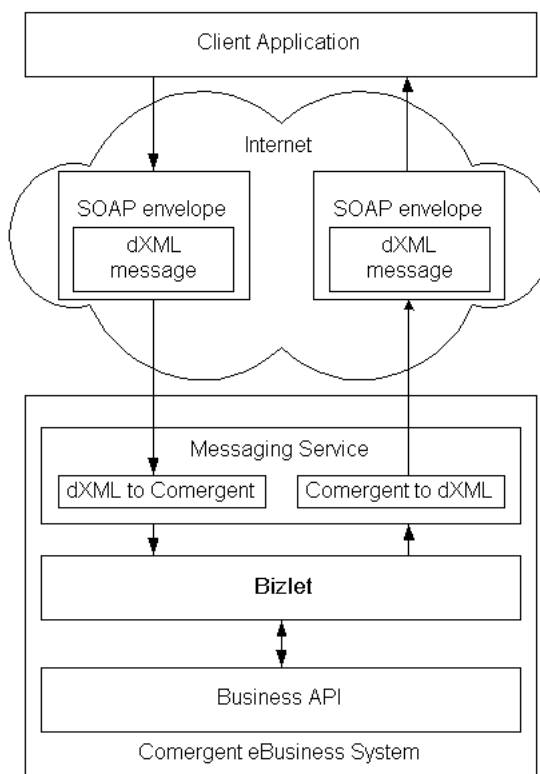 Client Application
Internet
SOAP envelope
dXML
message
SOAP envelope
dXML
message
Messaging Service
dXML to Comergent
Comergent to dXML
Bizlet
Business API
Comergent eBusiness System